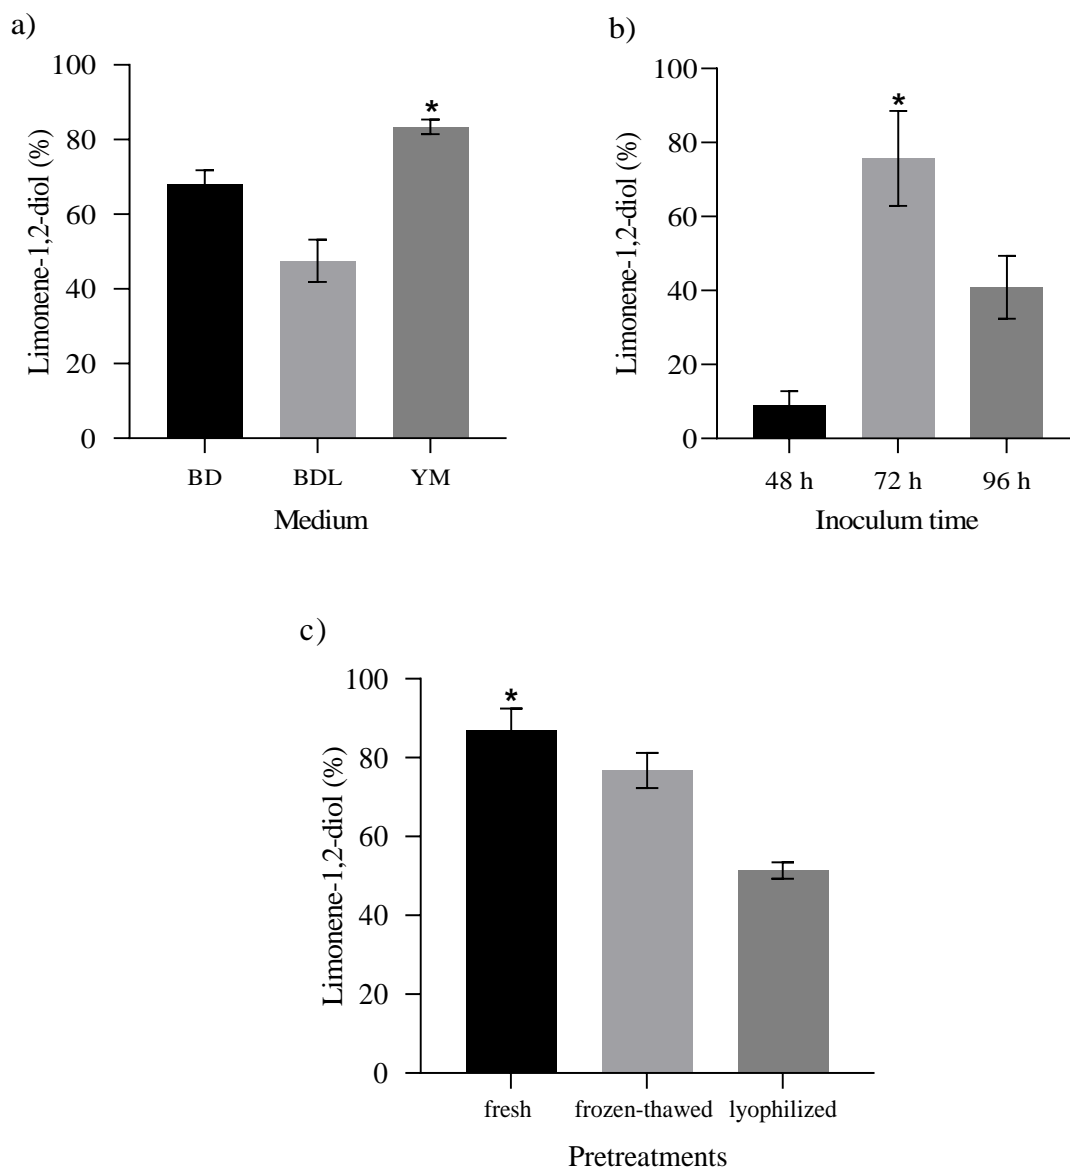 a)
100
80
60
40
20
0
Limonene-1,2-diol (%)
*
BD BDL YM
Medium
b)
100
80
60
40
20
0
Limonene-1,2-diol (%)
*
48 h 72 h 96 h
Inoculum time
c)
100
80
60
40
20
0
Limonene-1,2-diol (%)
*
fresh frozen-thawed lyophilized
Pretreatments